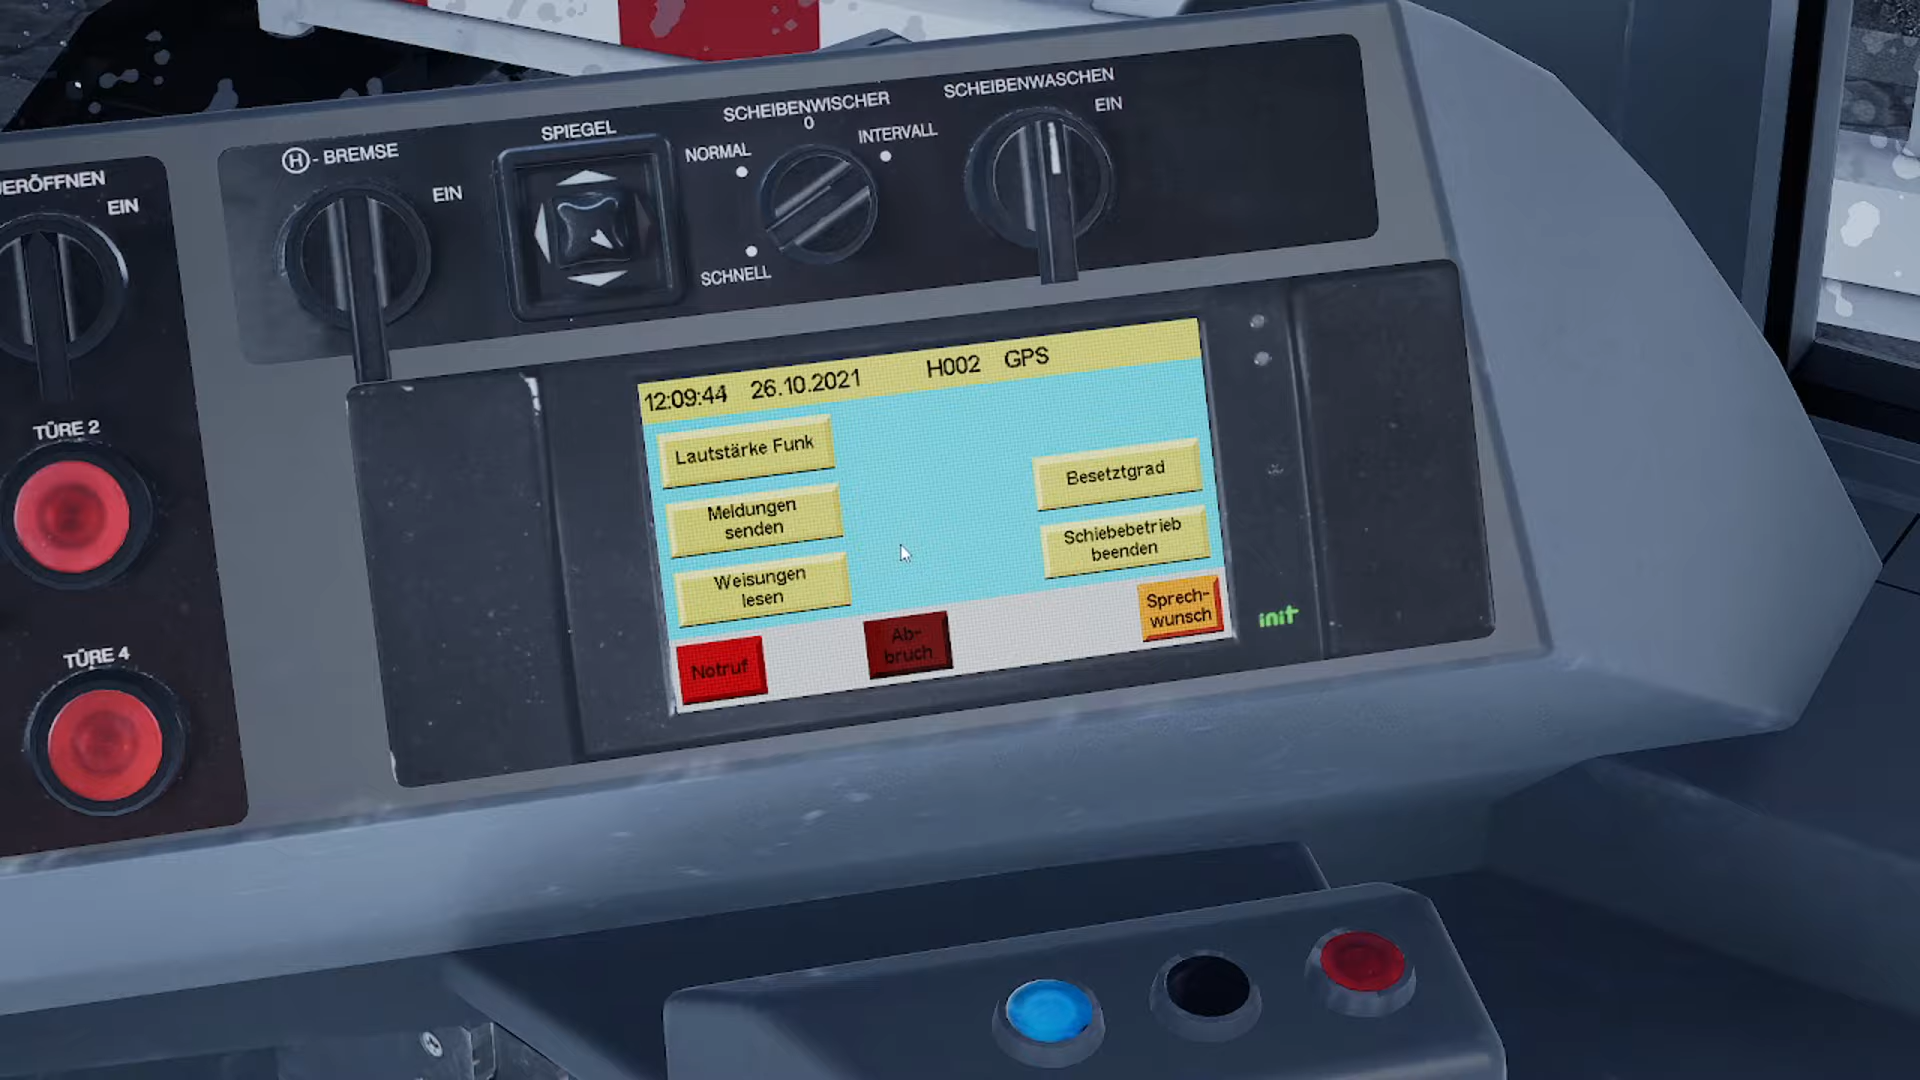 SCHEIBENWASCHEN
EIN
SCHEIBENWISCHER
0
NORMAL
INTERVALL
SCHNELL
SPIEGEL
H - BREMSE
EIN
ERÖFFNEN
EIN
TÜRE 2
TÜRE 4
12:09:44 26.10.2021 H002 GPS
Lautstärke Funk
Meldungen
senden
Weisungen
lesen
Besetztgrad
Schiebebetrieb
beenden
Notruf
Ab-
bruch
Sprech-
wunsch
init